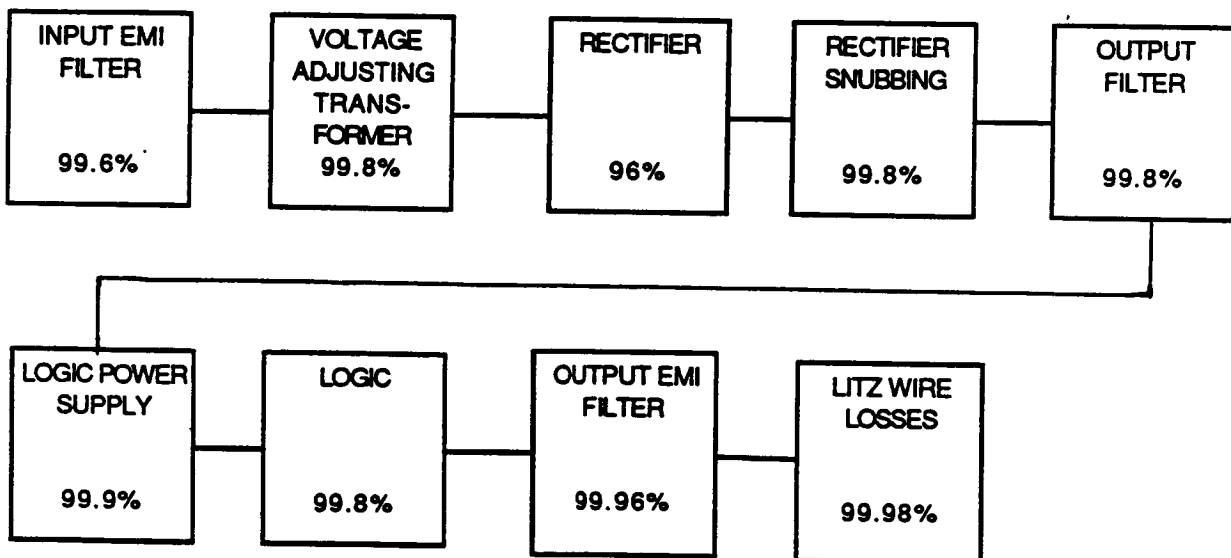 INPUT EMI
FILTER
99.6%
VOLTAGE
ADJUSTING
TRANS-
FORMER
99.8%
RECTIFIER
96%
RECTIFIER
SNUBBING
99.8%
OUTPUT
FILTER
99.8%
LOGIC POWER
SUPPLY
99.9%
LOGIC
99.8%
OUTPUT EMI
FILTER
99.96%
LITZ WIRE
LOSSES
99.98%